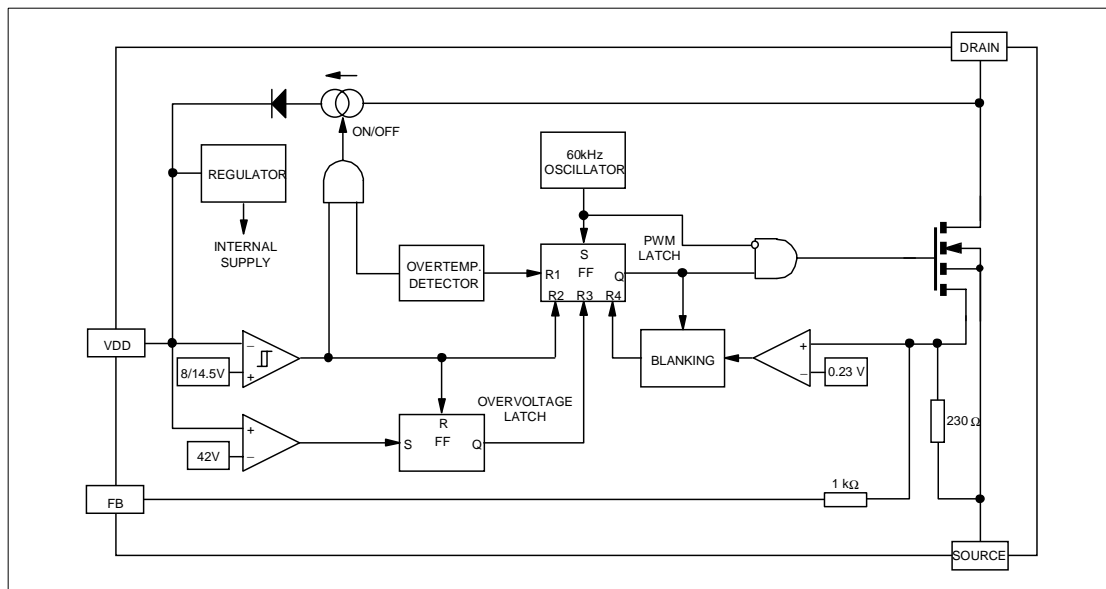 DRAIN
ON/OFF
60kHz
OSCILLATOR
REGULATOR
INTERNAL
SUPPLY
PWM
LATCH
S
FF
R1
Q
R2 R3 R4
OVERTEMP.
DETECTOR
VDD
_
8/14.5V
+
BLANKING
+
_
0.23 V
OVERVOLTAGE
LATCH
R
FF
S
Q
+
_
42V
230 Ω
FB
1 kΩ
SOURCE